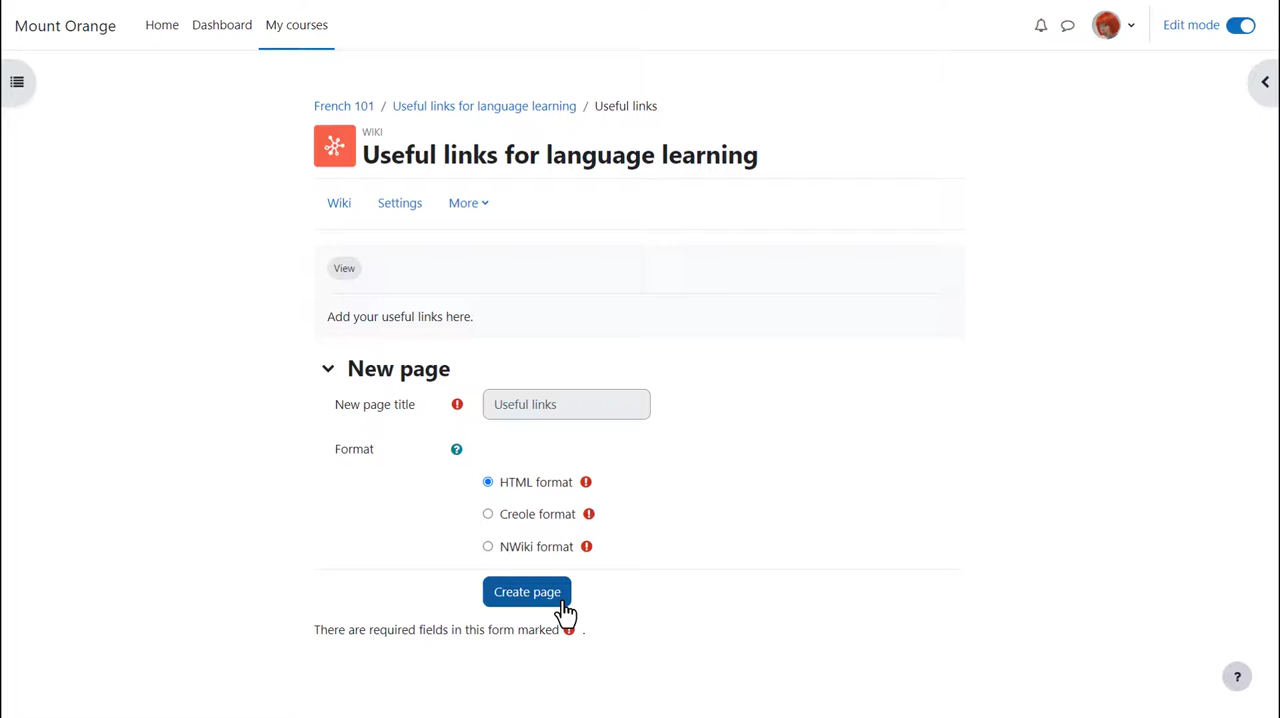 Mount Orange Home Dashboard My courses Edit mode
French 101 / Useful links for language learning / Useful links
WIKI
Useful links for language learning
Wiki Settings More
View
Add your useful links here.
New page
New page title Useful links
Format
HTML format
Creole format
NWiki format
Create page
There are required fields in this form marked .